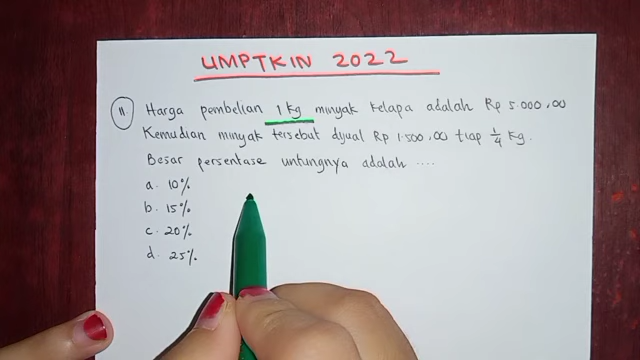 UMPTKIN 2022
11. Harga pembelian 1 kg minyak kelapa adalah Rp 5.000,00
Kemudian minyak tersebut dijual Rp 1.500,00 tiap 1/4 kg.
Besar persentase untungnya adalah ....
a. 10%
b. 15%
c. 20%
d. 25%